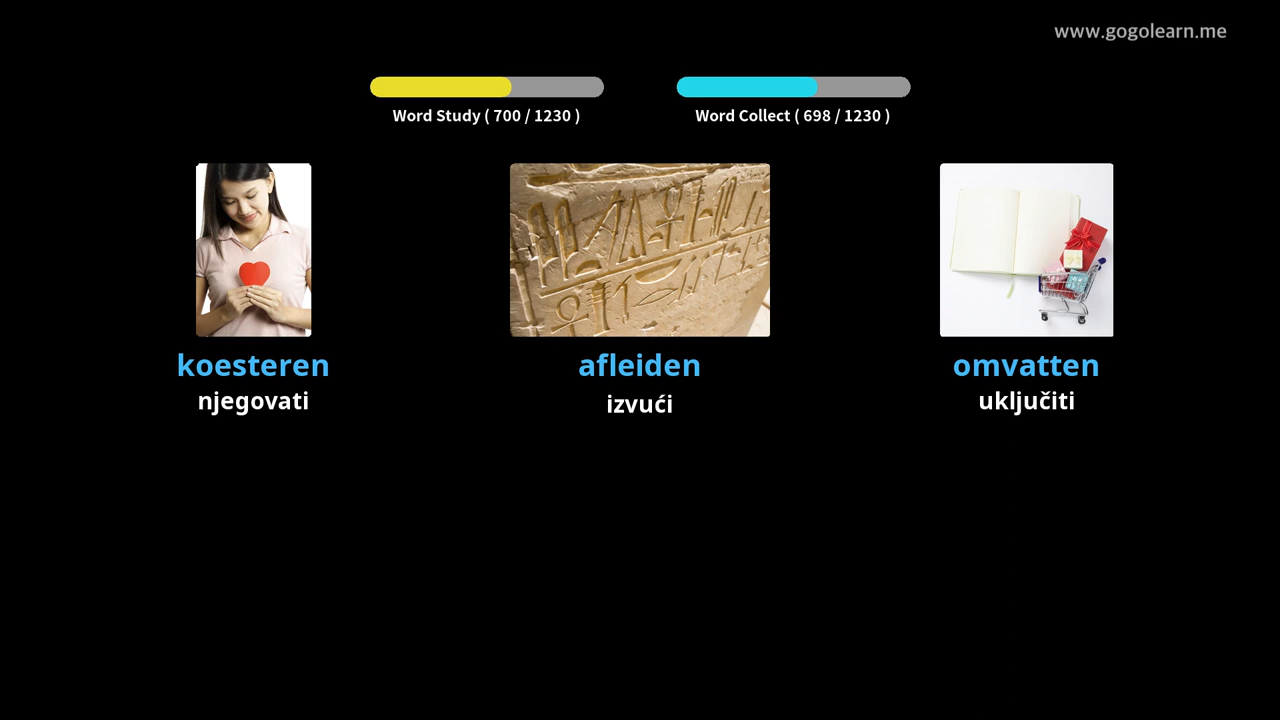 www.gogolearn.me
Word Study ( 700 / 1230 )
Word Collect ( 698 / 1230 )
koesteren
njegovati
afleiden
izvući
omvatten
uključiti